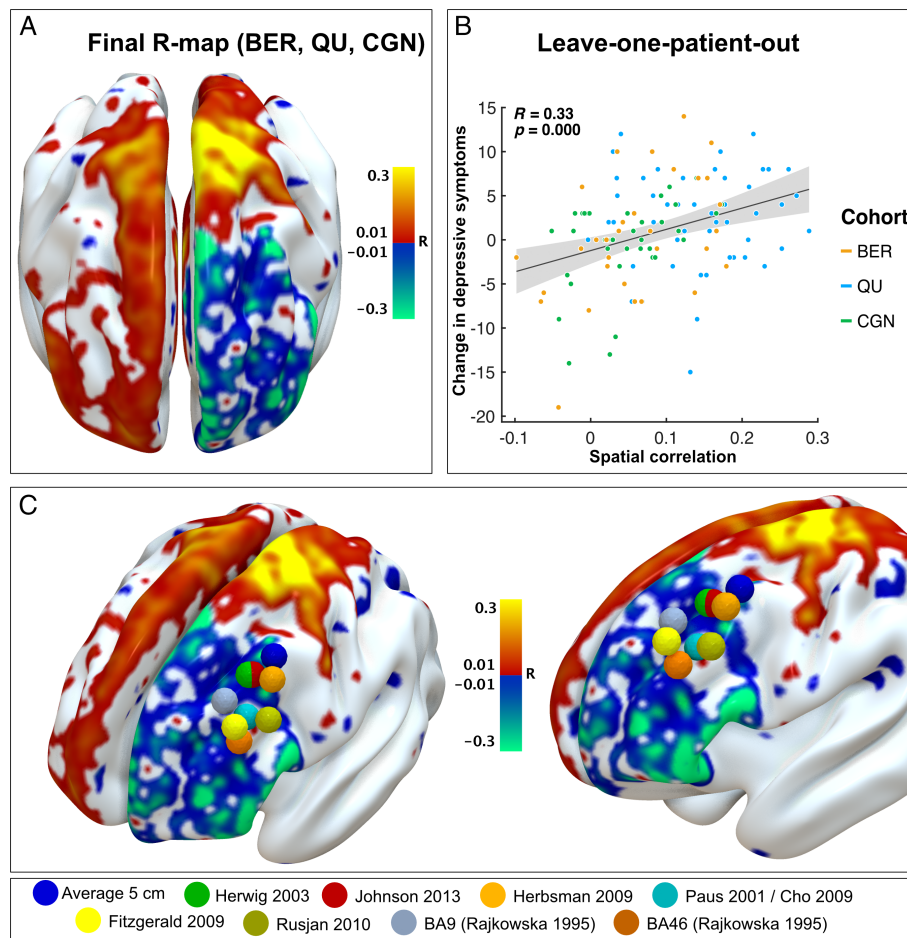 A
Final R-map (BER, QU, CGN)
0.3
0.01
−0.01
R
-0.3
B
Leave-one-patient-out
R = 0.33
p = 0.000
15
10
5
0
-5
-10
-15
-20
Change in depressive symptoms
-0.1
0
0.1
0.2
0.3
Spatial correlation
Cohort
BER
QU
CGN
C
0.3
0.01
−0.01
R
-0.3
Average 5 cm
Herwig 2003
Johnson 2013
Herbsman 2009
Paus 2001 / Cho 2009
Fitzgerald 2009
Rusjan 2010
BA9 (Rajkowska 1995)
BA46 (Rajkowska 1995)